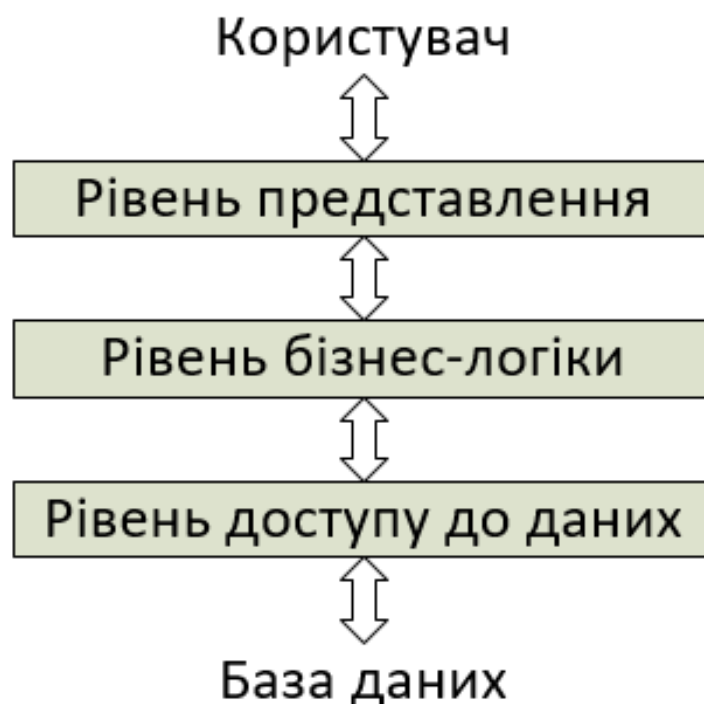 Користувач
Рівень представлення
Рівень бізнес-логіки
Рівень доступу до даних
База даних